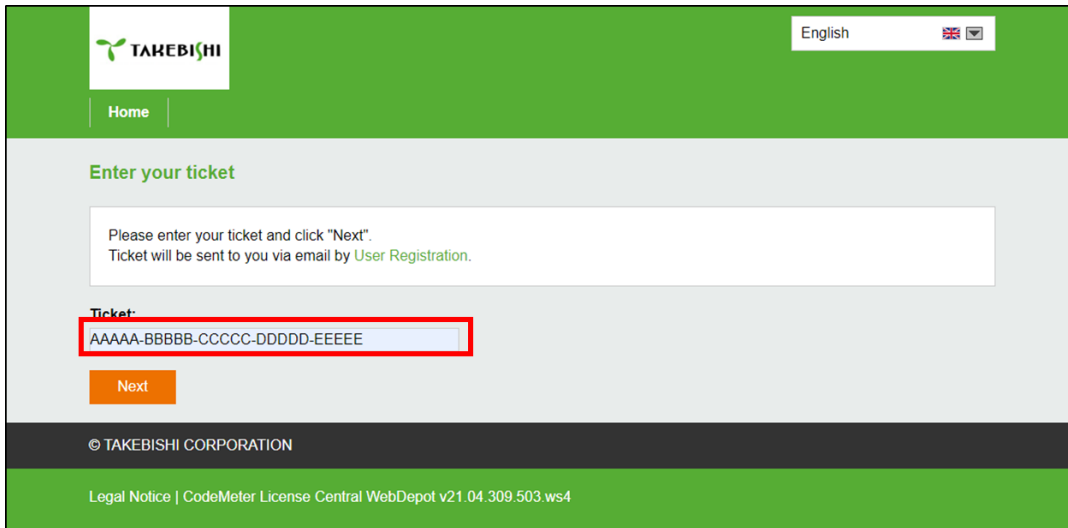 TAKEBISHI
English
Home
Enter your ticket
Please enter your ticket and click "Next".
Ticket will be sent to you via email by User Registration.
Ticket:
AAAAA-BBBBB-CCCCC-DDDDD-EEEEE
Next
© TAKEBISHI CORPORATION
Legal Notice | CodeMeter License Central WebDepot v21.04.309.503.ws4